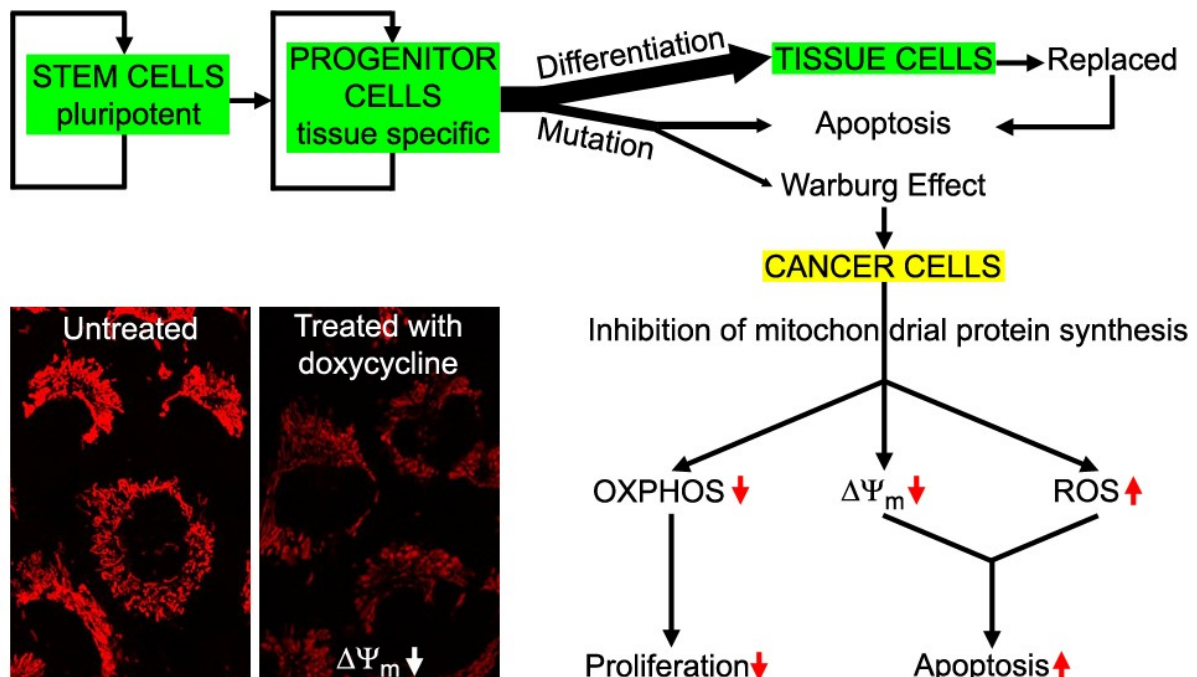 STEM CELLS
pluripotent
PROGENITOR
CELLS
tissue specific
Differentiation
Mutation
TISSUE CELLS
Replaced
Apoptosis
Warburg Effect
CANCER CELLS
Inhibition of mitochondrial protein synthesis
OXPHOS
ΔΨm
ROS
Proliferation
Apoptosis
Untreated
Treated with
doxycycline
ΔΨm